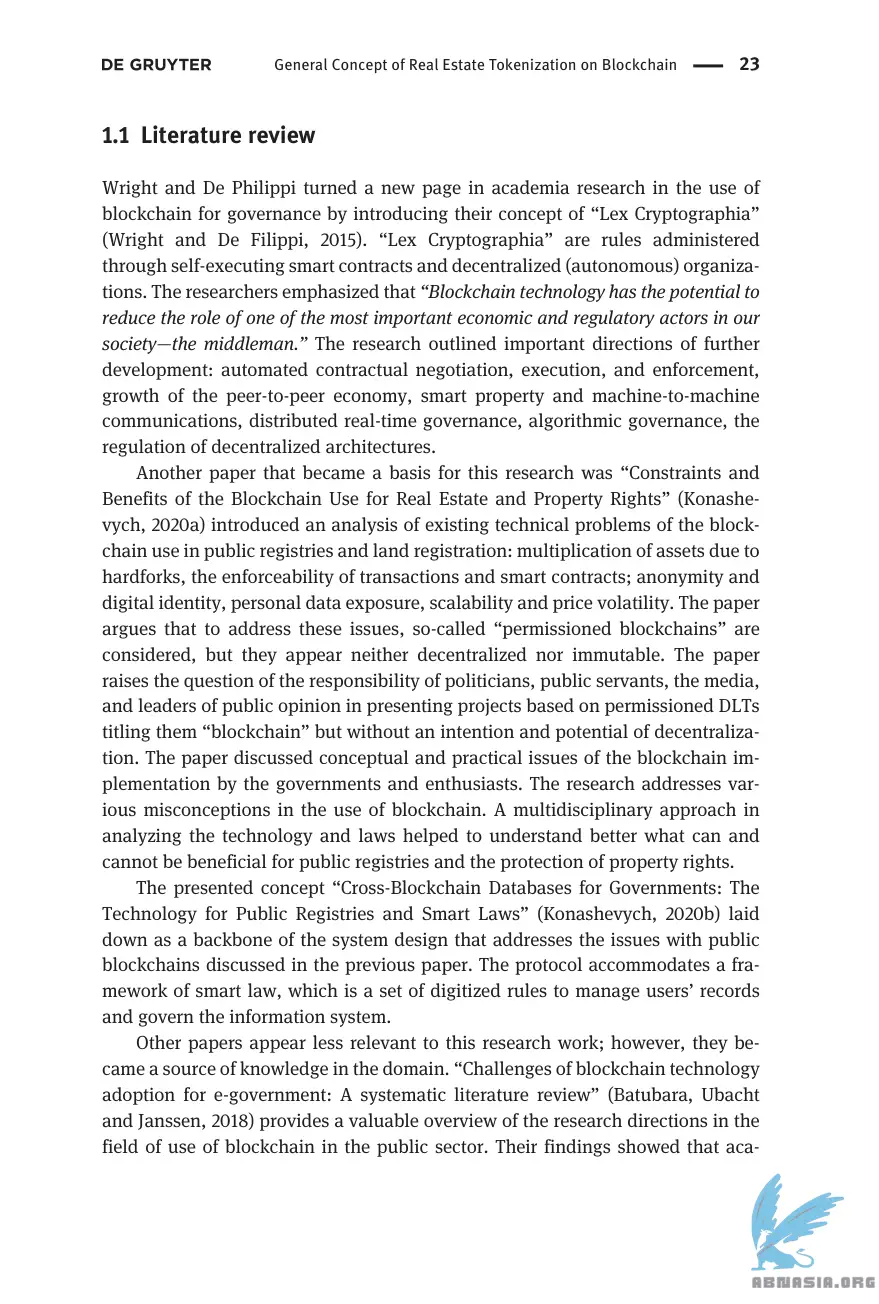 DE GRUYTER General Concept of Real Estate Tokenization on Blockchain — 23
1.1 Literature review
Wright and De Philippi turned a new page in academia research in the use of
blockchain for governance by introducing their concept of “Lex Cryptographia”
(Wright and De Filippi, 2015). “Lex Cryptographia” are rules administered
through self-executing smart contracts and decentralized (autonomous) organiza-
tions. The researchers emphasized that “Blockchain technology has the potential to
reduce the role of one of the most important economic and regulatory actors in our
society—the middleman.” The research outlined important directions of further
development: automated contractual negotiation, execution, and enforcement,
growth of the peer-to-peer economy, smart property and machine-to-machine
communications, distributed real-time governance, algorithmic governance, the
regulation of decentralized architectures.
Another paper that became a basis for this research was “Constraints and
Benefits of the Blockchain Use for Real Estate and Property Rights” (Konashe-
vych, 2020a) introduced an analysis of existing technical problems of the block-
chain use in public registries and land registration: multiplication of assets due to
hardforks, the enforceability of transactions and smart contracts; anonymity and
digital identity, personal data exposure, scalability and price volatility. The paper
argues that to address these issues, so-called “permissioned blockchains” are
considered, but they appear neither decentralized nor immutable. The paper
raises the question of the responsibility of politicians, public servants, the media,
and leaders of public opinion in presenting projects based on permissioned DLTs
titling them “blockchain” but without an intention and potential of decentraliza-
tion. The paper discussed conceptual and practical issues of the blockchain im-
plementation by the governments and enthusiasts. The research addresses var-
ious misconceptions in the use of blockchain. A multidisciplinary approach in
analyzing the technology and laws helped to understand better what can and
cannot be beneficial for public registries and the protection of property rights.
The presented concept “Cross-Blockchain Databases for Governments: The
Technology for Public Registries and Smart Laws” (Konashevych, 2020b) laid
down as a backbone of the system design that addresses the issues with public
blockchains discussed in the previous paper. The protocol accommodates a fra-
mework of smart law, which is a set of digitized rules to manage users’ records
and govern the information system.
Other papers appear less relevant to this research work; however, they be-
came a source of knowledge in the domain. “Challenges of blockchain technology
adoption for e-government: A systematic literature review” (Batubara, Ubacht
and Janssen, 2018) provides a valuable overview of the research directions in the
field of use of blockchain in the public sector. Their findings showed that aca-
ABNASIA.ORG